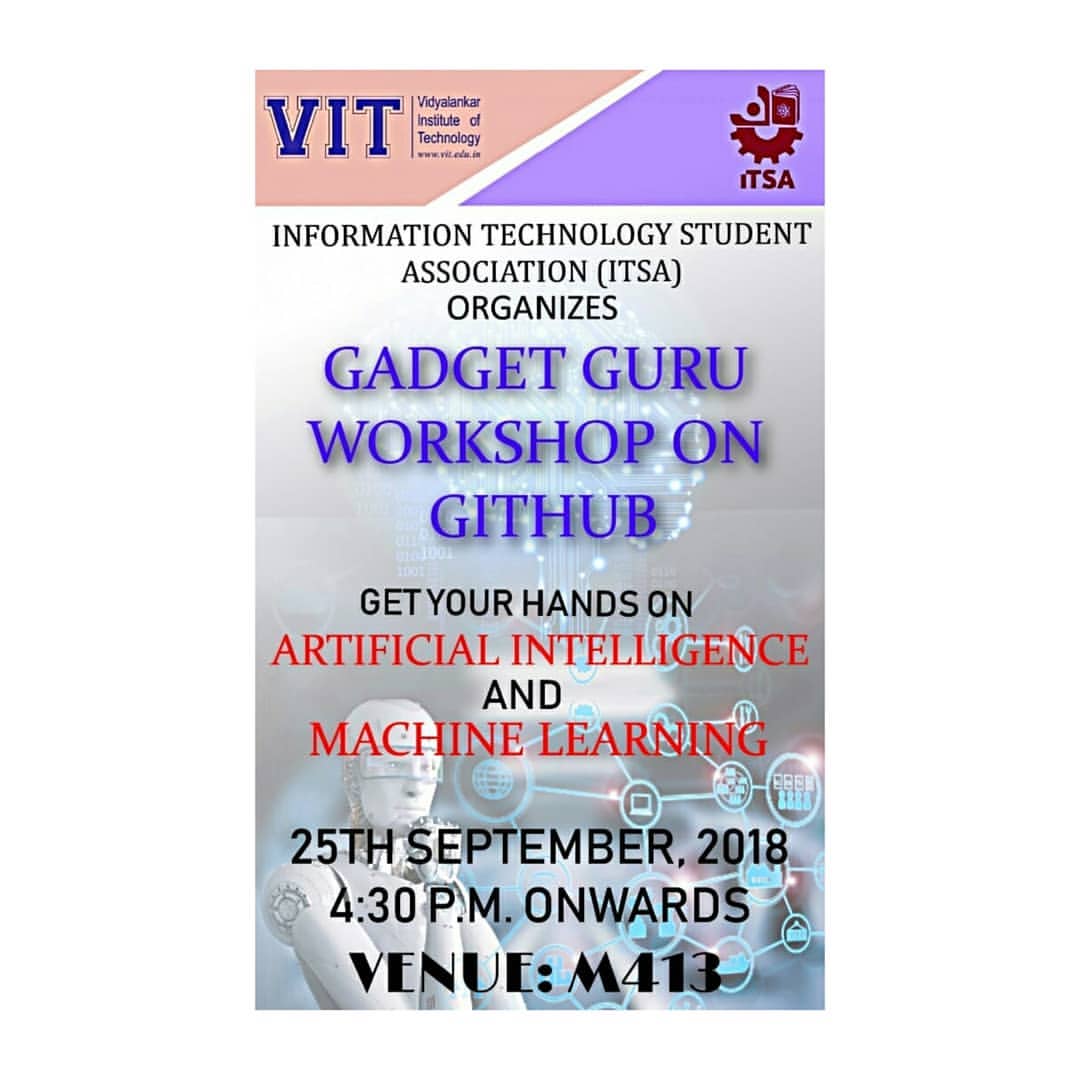 VIT
Vidyalankar
Institute of
Technology
www.vit.edu.in
iTSA
INFORMATION TECHNOLOGY STUDENT
ASSOCIATION (ITSA)
ORGANIZES
GADGET GURU
WORKSHOP ON
GITHUB
1001
1001
GET YOUR HANDS ON
ARTIFICIAL INTELLIGENCE
AND
MACHINE LEARNING
25TH SEPTEMBER, 2018
4:30 P.M. ONWARDS
VENUE: M413